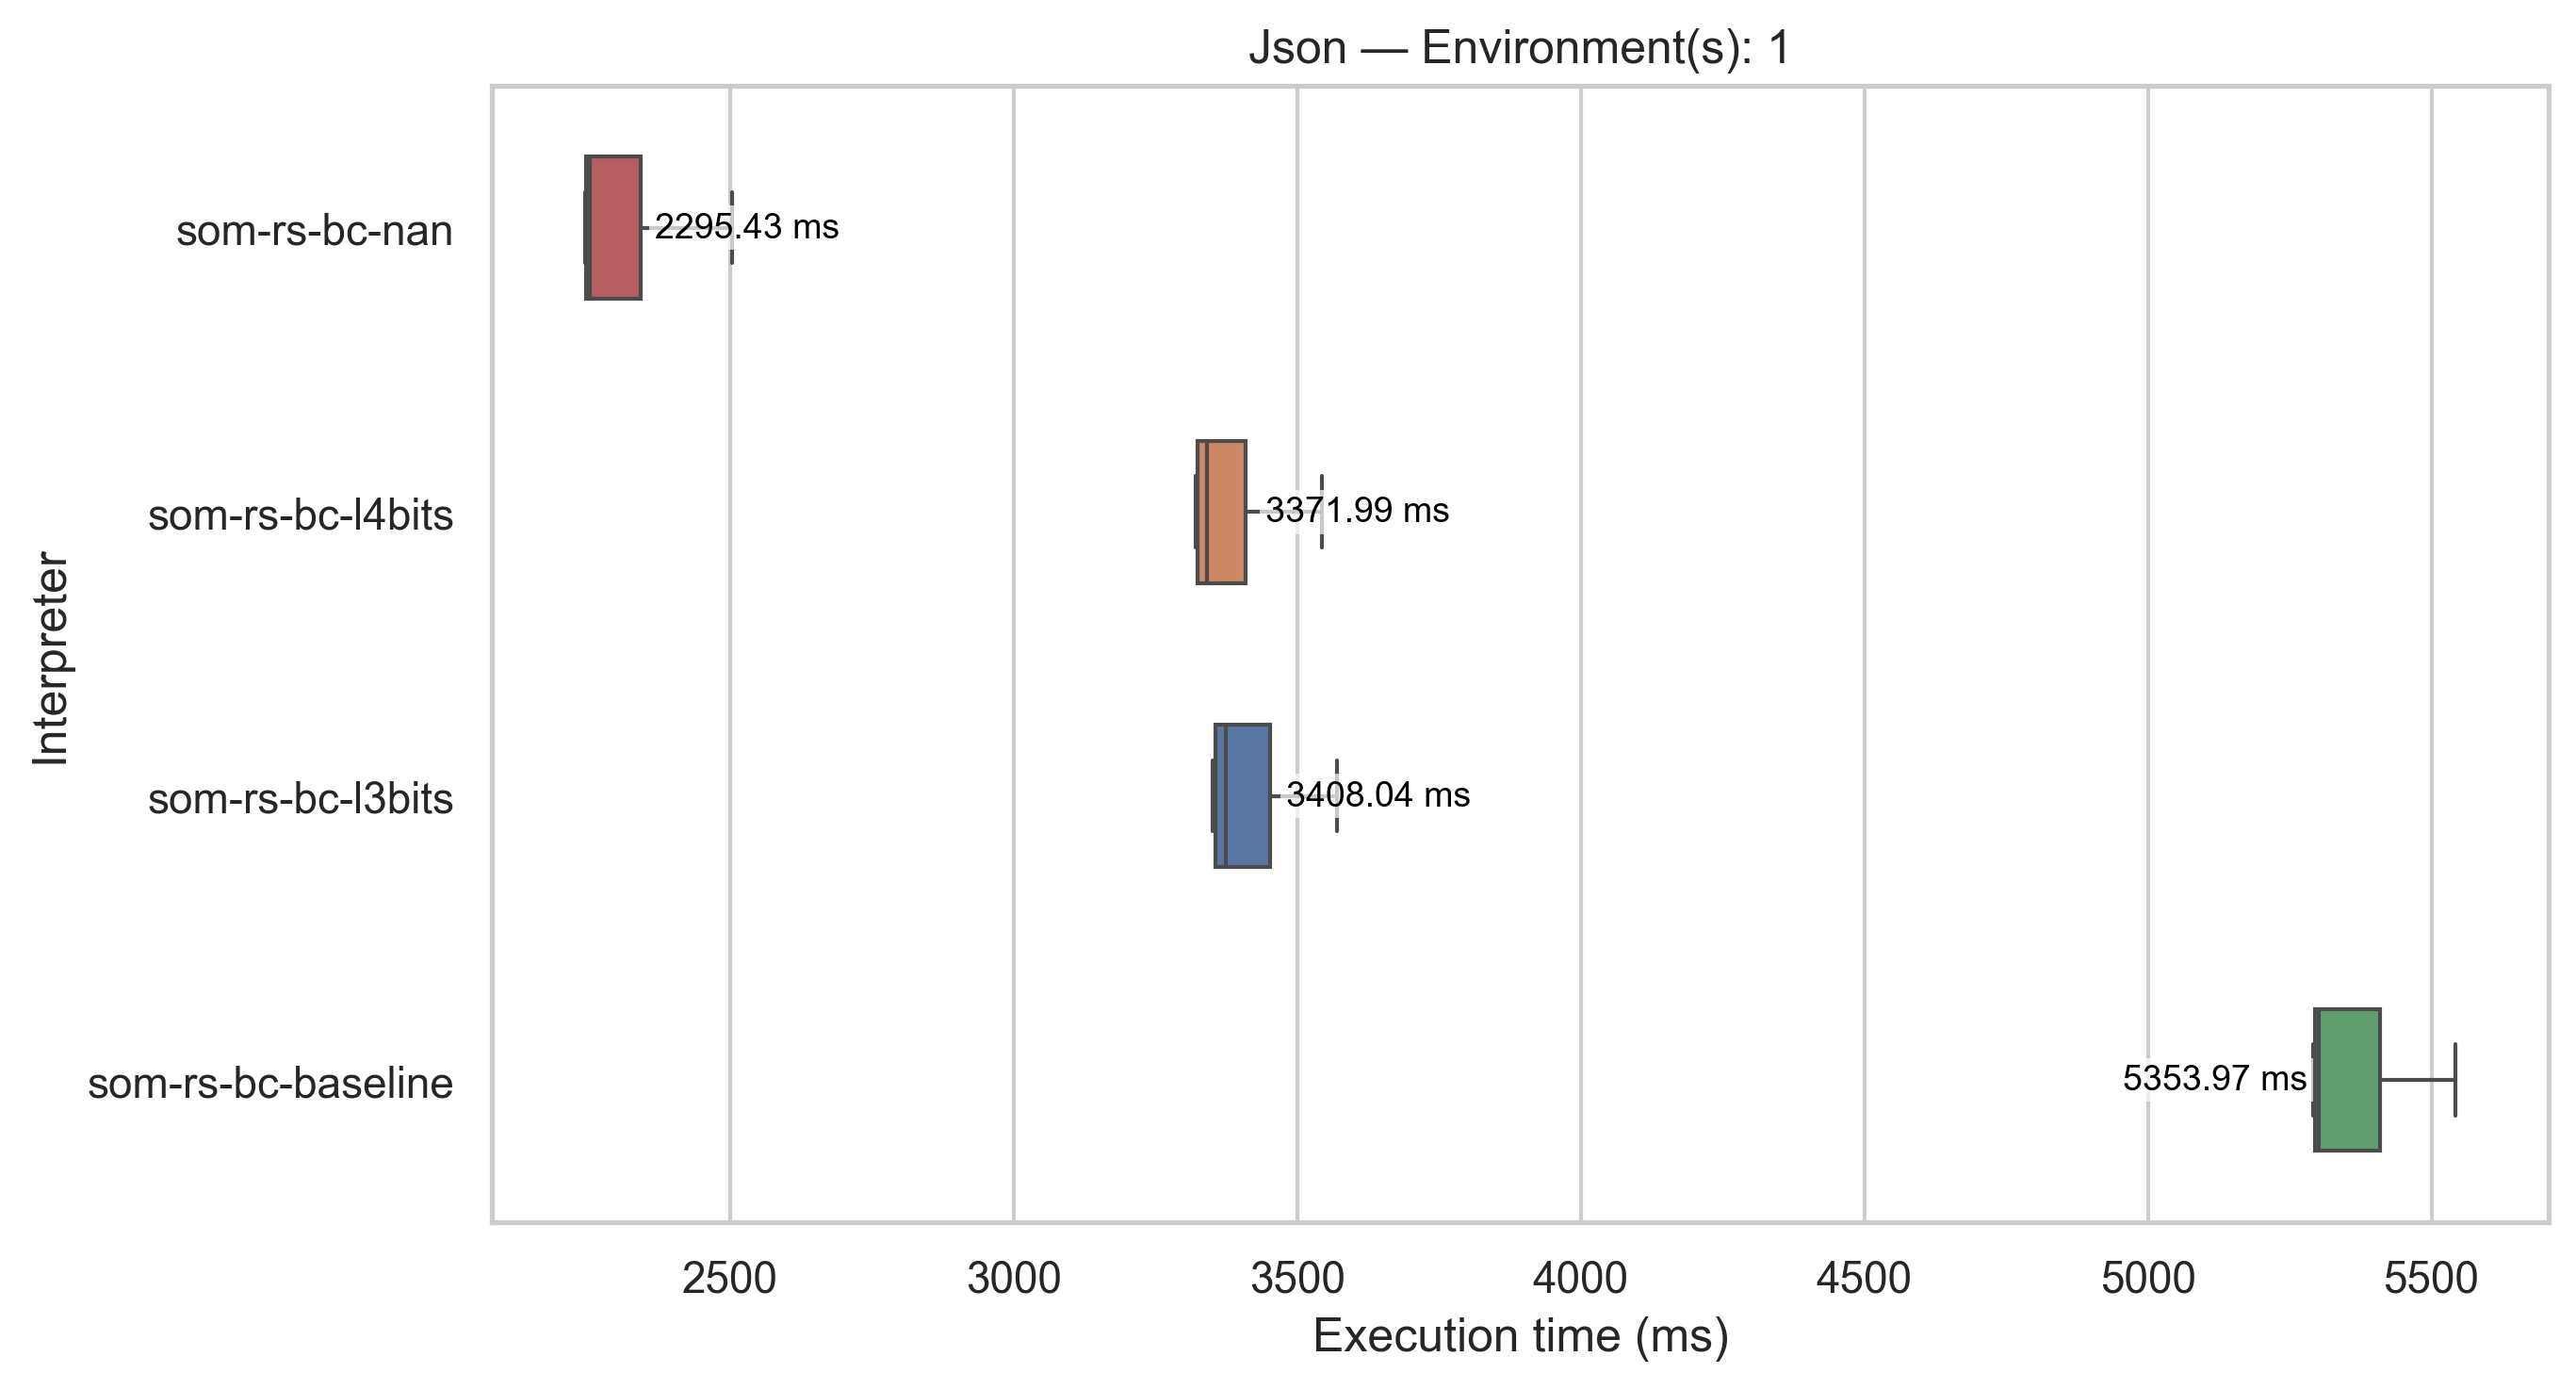 Json — Environment(s): 1
Interpreter
som-rs-bc-nan
2295.43 ms
som-rs-bc-l4bits
3371.99 ms
som-rs-bc-l3bits
3408.04 ms
som-rs-bc-baseline
5353.97 ms
2500 3000 3500 4000 4500 5000 5500
Execution time (ms)